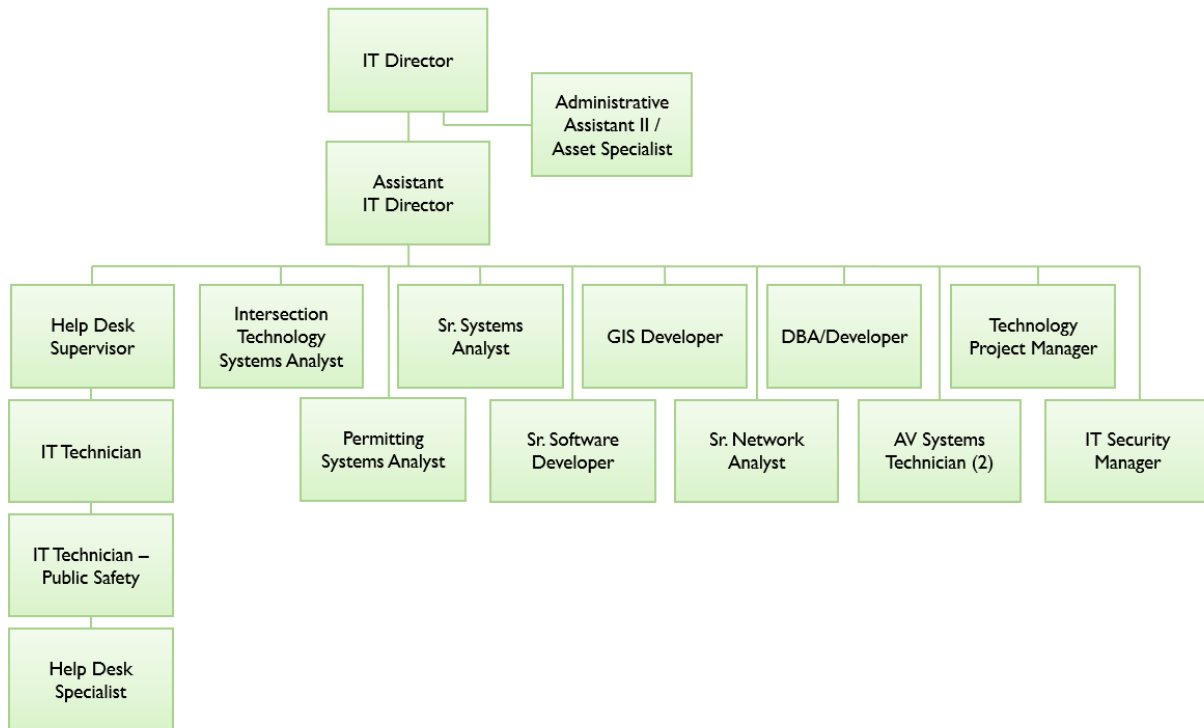 IT Director
Administrative
Assistant II /
Asset Specialist
Assistant
IT Director
Help Desk
Supervisor
Intersection
Technology
Systems Analyst
Sr. Systems
Analyst
GIS Developer
DBA/Developer
Technology
Project Manager
IT Technician
Permitting
Systems Analyst
Sr. Software
Developer
Sr. Network
Analyst
AV Systems
Technician (2)
IT Security
Manager
IT Technician –
Public Safety
Help Desk
Specialist